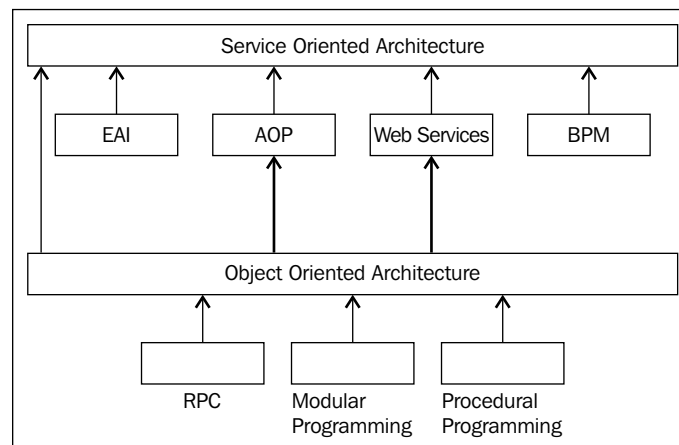 Service Oriented Architecture
EAI
AOP
Web Services
BPM
Object Oriented Architecture
RPC
Modular
Programming
Procedural
Programming